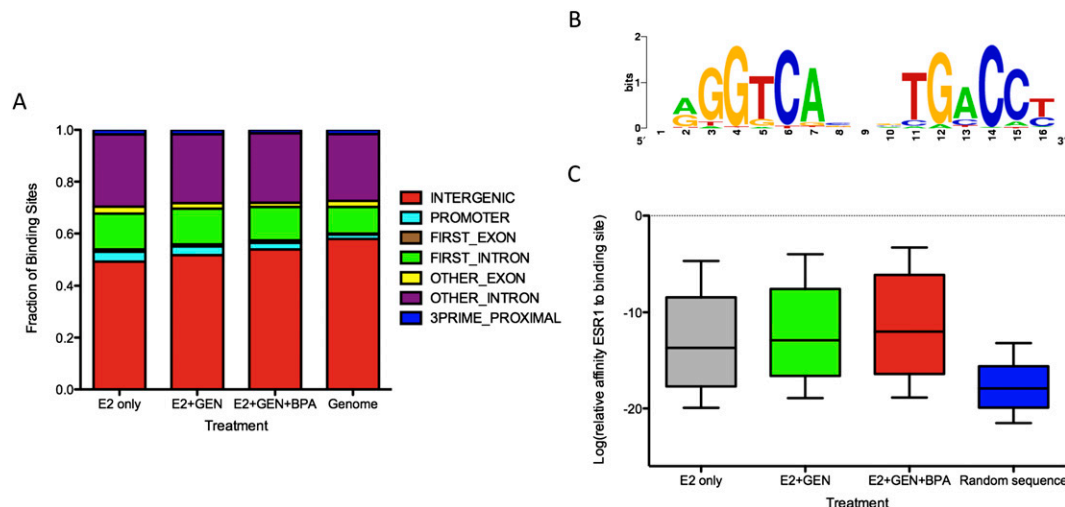 A
Fraction of Binding Sites
1.0
0.8
0.6
0.4
0.2
0.0
E2 only
E2+GEN
E2+GEN+BPA
Genome
Treatment
INTERGENIC
PROMOTER
FIRST_EXON
FIRST_INTRON
OTHER_EXON
OTHER_INTRON
3PRIME_PROXIMAL
B
bits
2
1
0
AGGTCA TGACCT
G
5′ 1 2 3 4 5 6 7 8 9 10 11 12 13 14 15 16 3′
C
Log(relative affinity ESR1 to binding site)
0
-10
-20
E2 only
E2+GEN
E2+GEN+BPA
Random sequence
Treatment